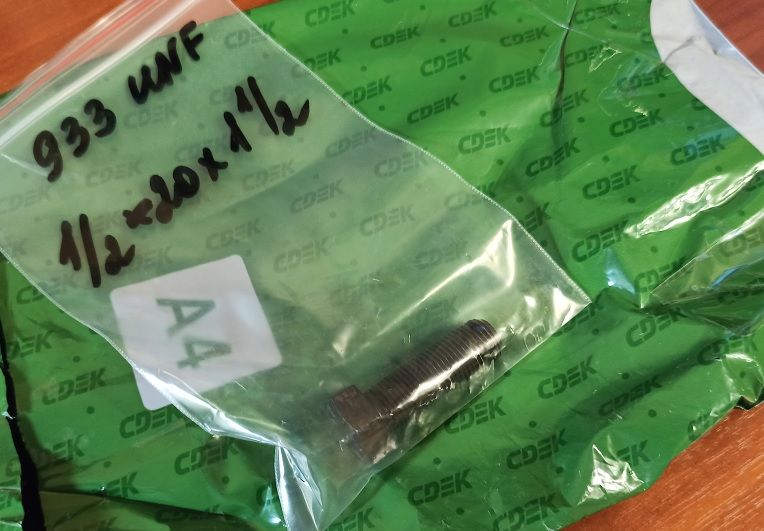 933 UNF
1/2 x 20 x 1 1/2
A4
CDEK